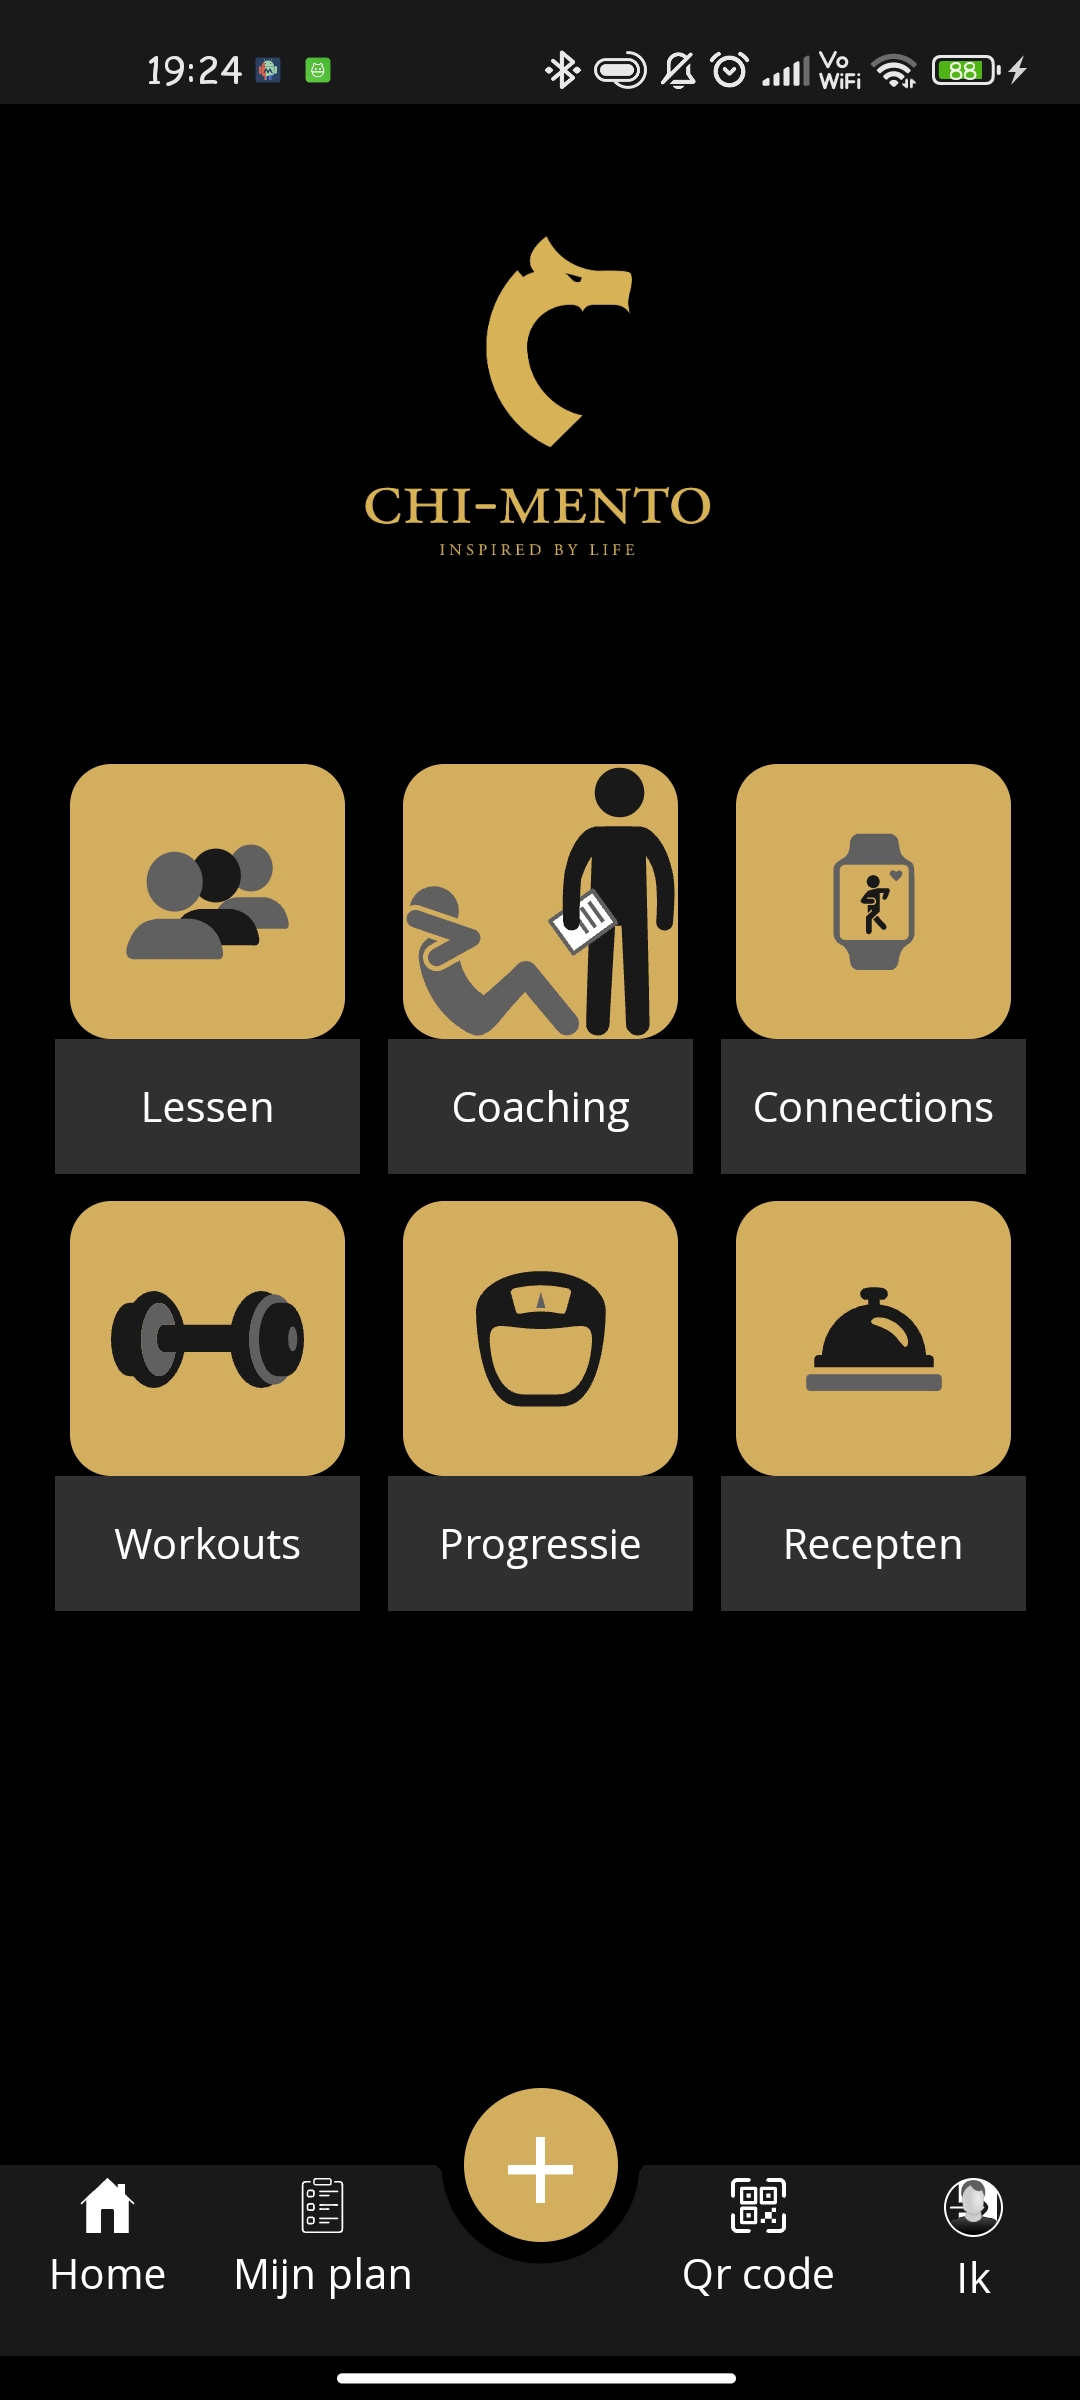 19:24 Vo WiFi 88
CHI-MENTO
INSPIRED BY LIFE
Lessen Coaching Connections
Workouts Progressie Recepten
Home Mijn plan Qr code Ik